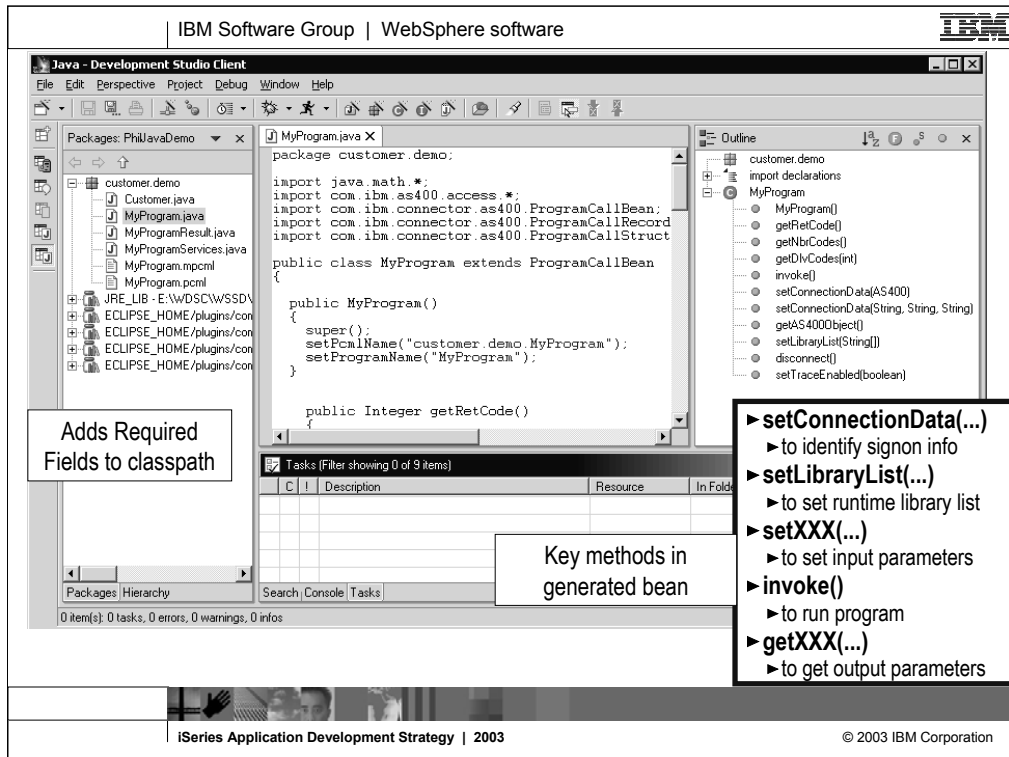 IBM Software Group | WebSphere software
IBM
Java - Development Studio Client
File Edit Perspective Project Debug Window Help
Packages: PhilJavaDemo
customer.demo
Customer.java
MyProgram.java
MyProgramResult.java
MyProgramServices.java
MyProgram.mpcml
MyProgram.pcml
JRE_LIB - E:\WDSC\WSSD\
ECLIPSE_HOME/plugins/con
ECLIPSE_HOME/plugins/con
ECLIPSE_HOME/plugins/con
ECLIPSE_HOME/plugins/con
Packages Hierarchy
MyProgram.java X
package customer.demo;
import java.math.*;
import com.ibm.as400.access.*;
import com.ibm.connector.as400.ProgramCallBean;
import com.ibm.connector.as400.ProgramCallRecord
import com.ibm.connector.as400.ProgramCallStruct
public class MyProgram extends ProgramCallBean
{
public MyProgram()
{
super();
setPcmlName("customer.demo.MyProgram");
setProgramName("MyProgram");
}
public Integer getRetCode()
{
Outline
customer.demo
import declarations
MyProgram
MyProgram()
getRetCode()
getNbrCodes()
getDlvCodes(int)
invoke()
setConnectionData(AS400)
setConnectionData(String, String, String)
getAS400Object()
setLibraryList(String[])
disconnect()
setTraceEnabled(boolean)
Adds Required
Fields to classpath
Tasks (Filter showing 0 of 9 items)
C ! Description Resource In Folde
Search Console Tasks
0 item(s): 0 tasks, 0 errors, 0 warnings, 0 infos
Key methods in
generated bean
►setConnectionData(...)
►to identify signon info
►setLibraryList(...)
►to set runtime library list
►setXXX(...)
►to set input parameters
►invoke()
►to run program
►getXXX(...)
►to get output parameters
iSeries Application Development Strategy | 2003
© 2003 IBM Corporation